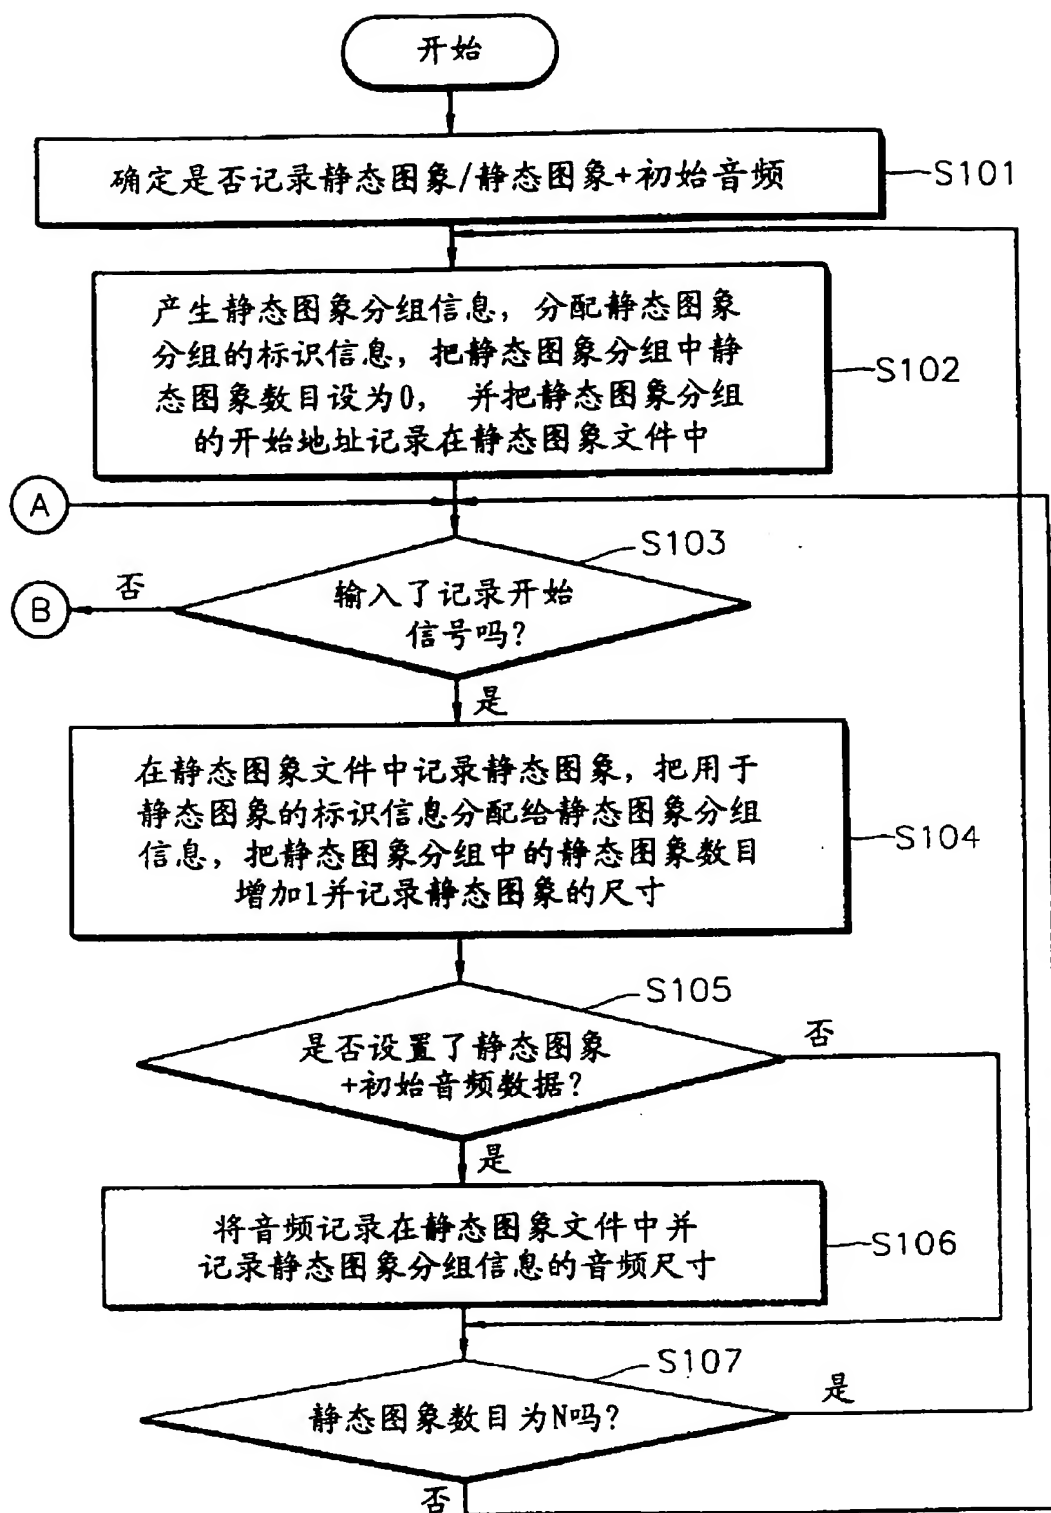 开始
确定是否记录静态图象/静态图象+初始音频
S101
产生静态图象分组信息，分配静态图象
分组的标识信息，把静态图象分组中静
态图象数目设为0， 并把静态图象分组
的开始地址记录在静态图象文件中
S102
A
S103
输入了记录开始
信号吗？
否
B
是
在静态图象文件中记录静态图象，把用于
静态图象的标识信息分配给静态图象分组
信息，把静态图象分组中的静态图象数目
增加1并记录静态图象的尺寸
S104
S105
是否设置了静态图象
+初始音频数据？
否
是
将音频记录在静态图象文件中并
记录静态图象分组信息的音频尺寸
S106
S107
静态图象数目为N吗？
是
否